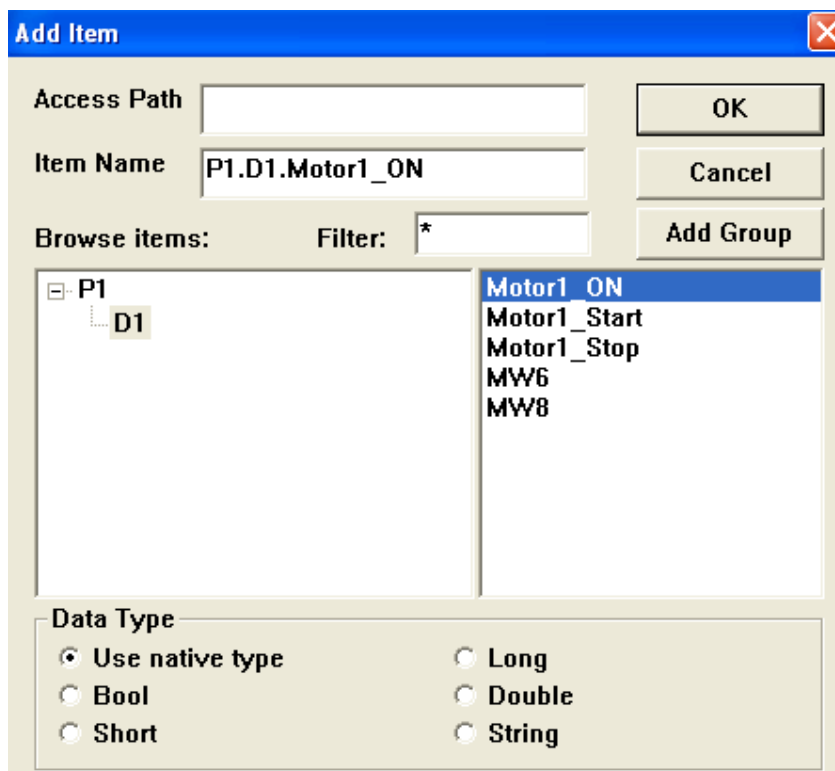 Add Item
Access Path
OK
Item Name P1.D1.Motor1_ON
Cancel
Browse items: Filter: *
Add Group
P1
D1
Motor1_ON
Motor1_Start
Motor1_Stop
MW6
MW8
Data Type
Use native type Long
Bool Double
Short String